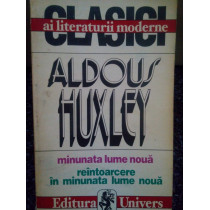 CLASICI
ai literaturii moderne
ALDOUS
HUXLEY
minunata lume nouă
reîntoarcere
în minunata lume nouă
Editura Univers